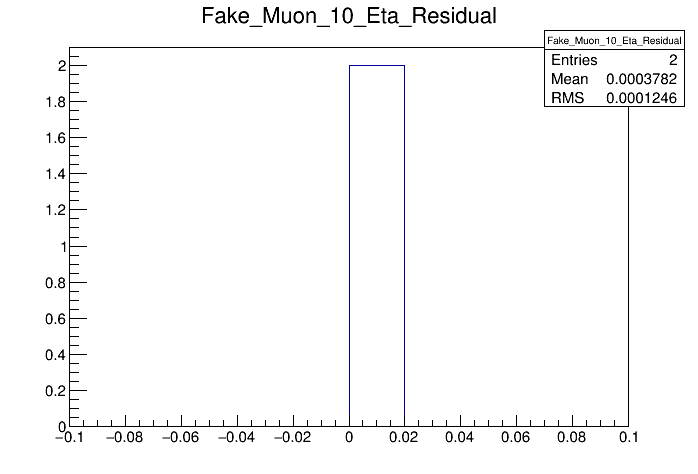 Fake_Muon_10_Eta_Residual
Fake_Muon_10_Eta_Residual
Entries 2
Mean 0.0003782
RMS 0.0001246
2
1.8
1.6
1.4
1.2
1
0.8
0.6
0.4
0.2
0
−0.1 −0.08 −0.06 −0.04 −0.02 0 0.02 0.04 0.06 0.08 0.1